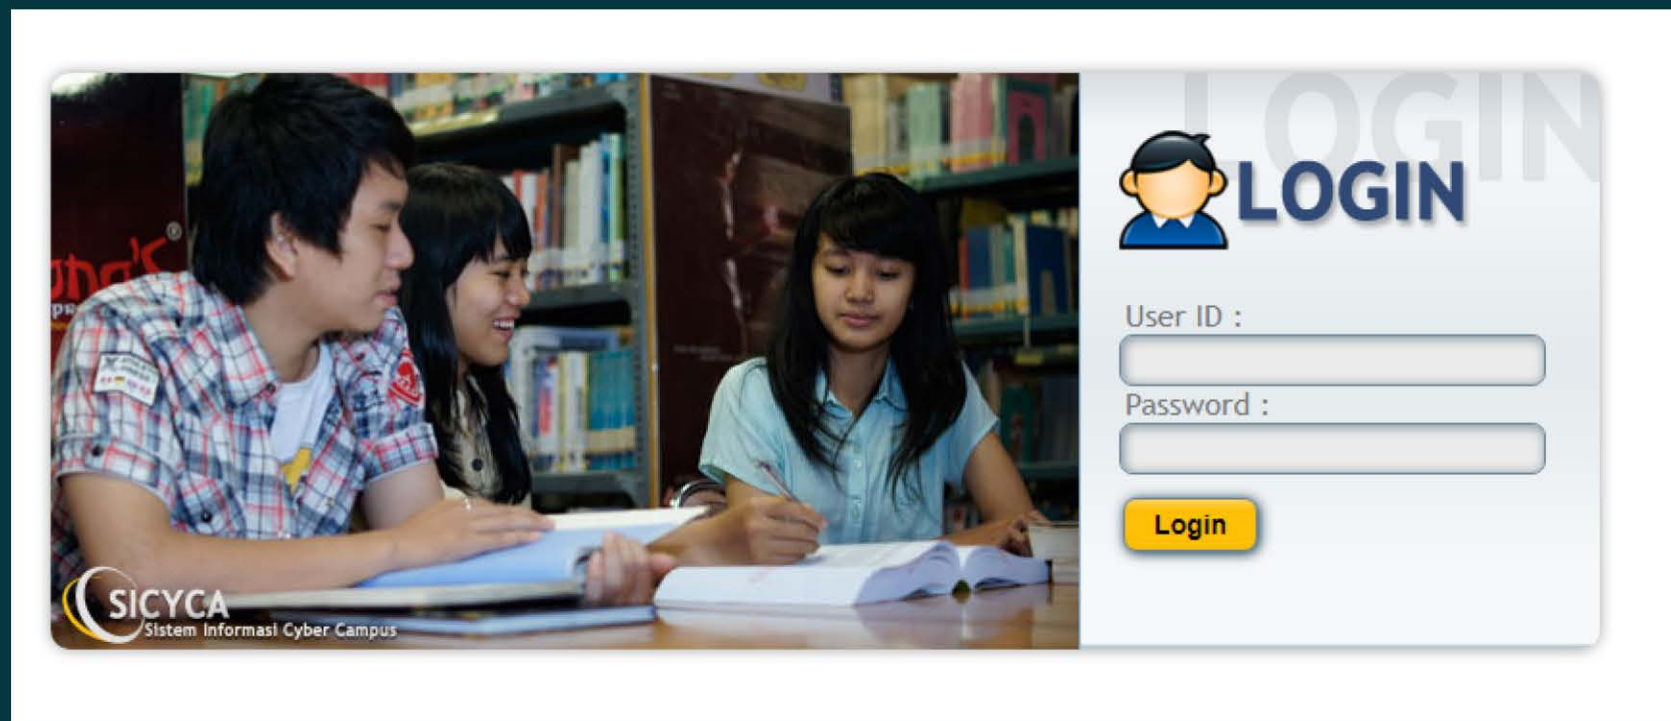 LOGIN
LOGIN
User ID :
Password :
Login
SICYCA
Sistem Informasi Cyber Campus